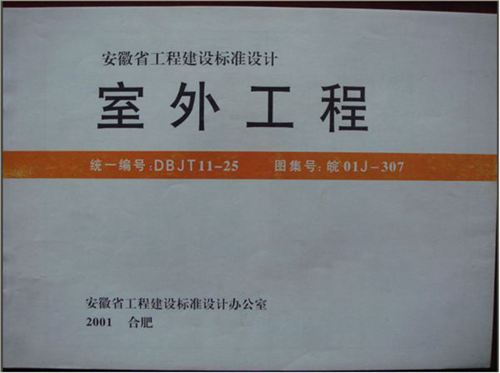 安徽省工程建设标准设计
室外工程
统一编号:DBJT11-25 图集号:皖01J-307
安徽省工程建设标准设计办公室
2001 合肥